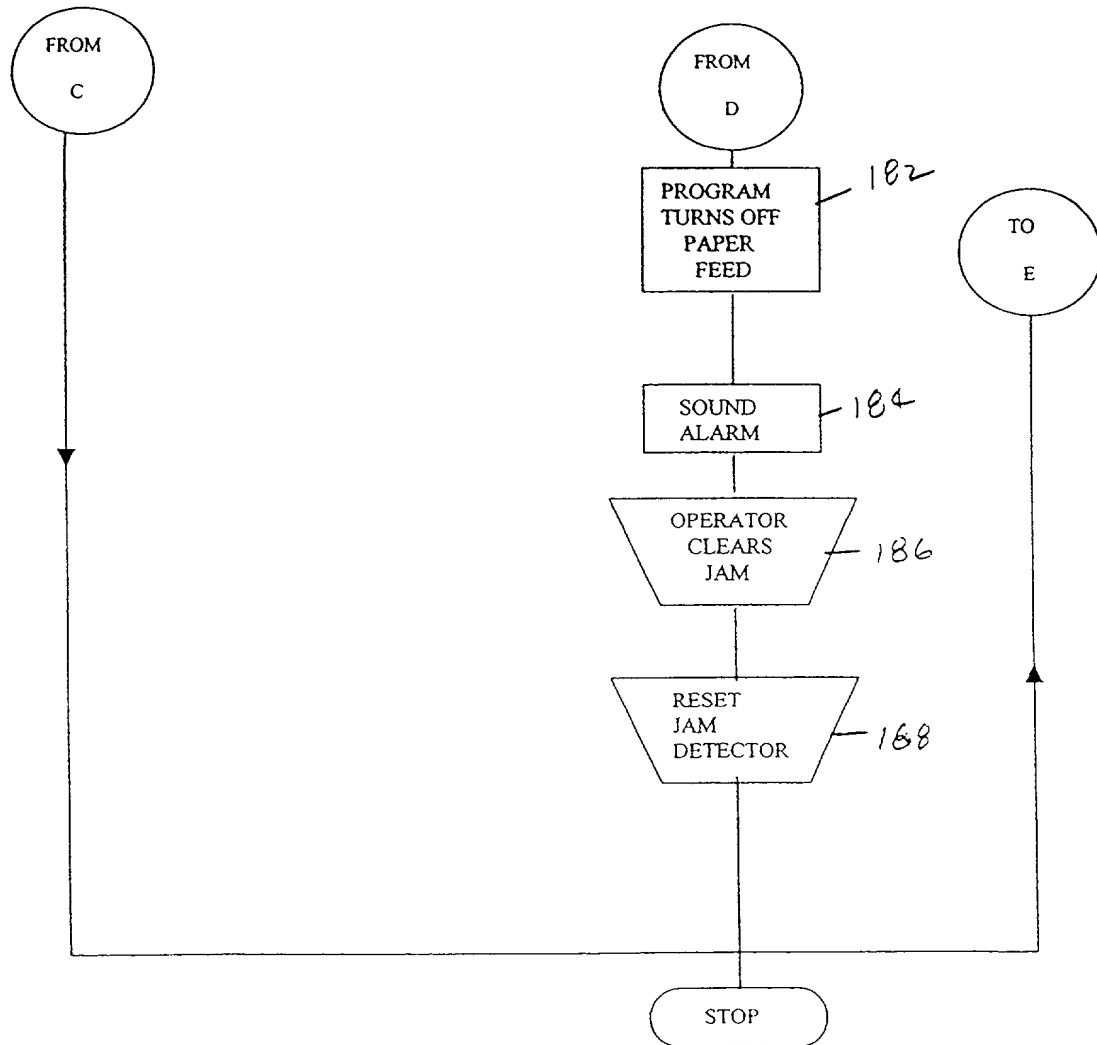 FROM
C
FROM
D
PROGRAM
TURNS OFF
PAPER
FEED
182
TO
E
SOUND
ALARM
184
OPERATOR
CLEARS
JAM
186
RESET
JAM
DETECTOR
188
STOP